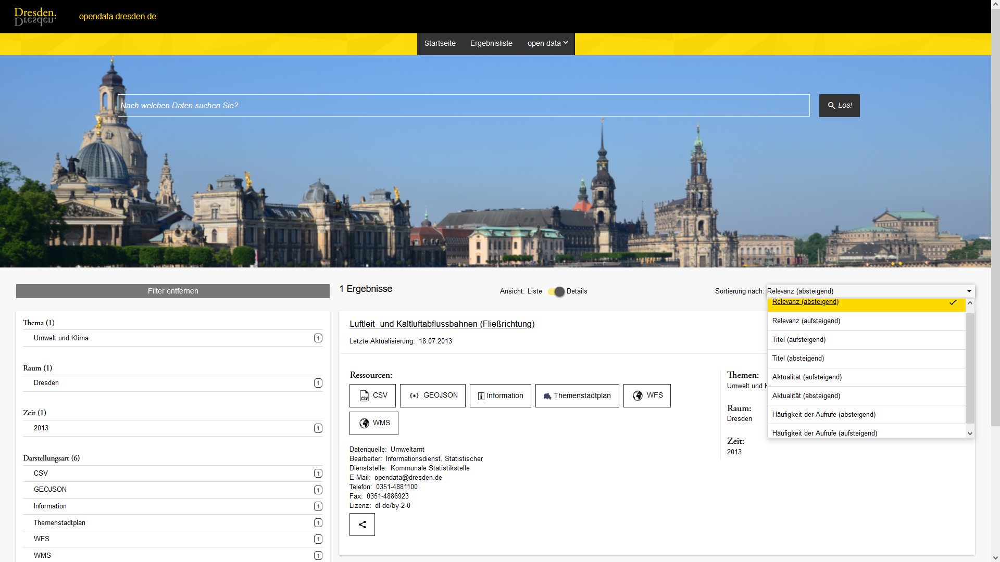 Dresden.
opendata.dresden.de
Startseite
Ergebnisliste
open data
Nach welchen Daten suchen Sie?
Los!
Filter entfernen
1 Ergebnisse
Ansicht: Liste
Details
Sortierung nach: Relevanz (absteigend)
Relevanz (absteigend)
Relevanz (aufsteigend)
Titel (aufsteigend)
Titel (absteigend)
Aktualität (aufsteigend)
Aktualität (absteigend)
Häufigkeit der Aufrufe (absteigend)
Häufigkeit der Aufrufe (aufsteigend)
Thema (1)
Umwelt und Klima 1
Raum (1)
Dresden 1
Zeit (1)
2013 1
Darstellungsart (6)
CSV 1
GEOJSON 1
Information 1
Themenstadtplan 1
WFS 1
WMS 1
Luftleit- und Kaltluftabflussbahnen (Fließrichtung)
Letzte Aktualisierung: 18.07.2013
Ressourcen:
CSV
GEOJSON
Information
Themenstadtplan
WFS
WMS
Datenquelle: Umweltamt
Bearbeiter: Informationsdienst, Statistischer
Dienststelle: Kommunale Statistikstelle
E-Mail: opendata@dresden.de
Telefon: 0351-4881100
Fax: 0351-4886923
Lizenz: dl-de/by-2-0
Themen:
Umwelt und
Raum:
Dresden
Zeit:
2013